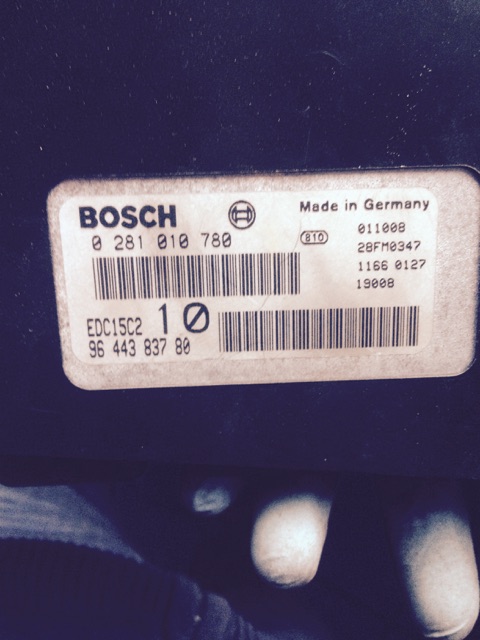 BOSCH
Made in Germany
0 281 010 780
810
011008
28FM0347
1166 0127
19008
EDC15C2 10
96 443 837 80